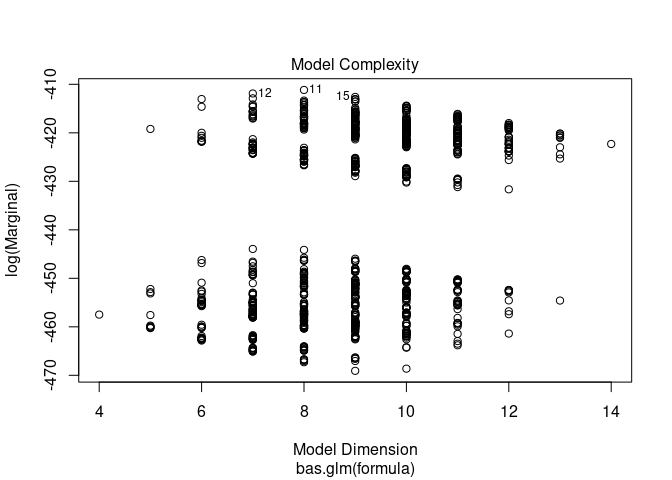 Model Complexity
-410
-420
-430
-440
-450
-460
-470
log(Marginal)
12
11
15
4 6 8 10 12 14
Model Dimension
bas.glm(formula)